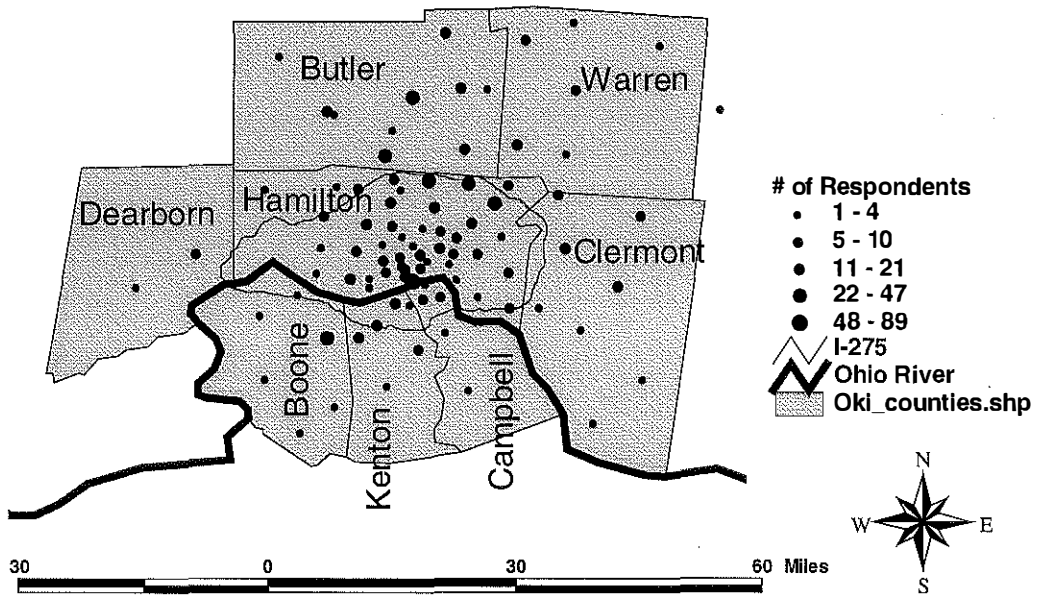 Butler
Warren
Dearborn
Hamilton
Clermont
Boone
Kenton
Campbell
# of Respondents
1 - 4
5 - 10
11 - 21
22 - 47
48 - 89
I-275
Ohio River
Oki_counties.shp
N
W E
S
30 0 30 60 Miles